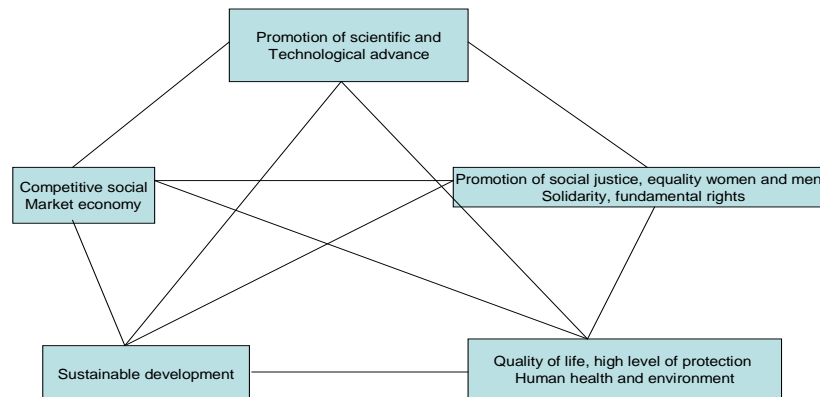 Promotion of scientific and
Technological advance
Competitive social
Market economy
Promotion of social justice, equality women and men
Solidarity, fundamental rights
Sustainable development
Quality of life, high level of protection
Human health and environment